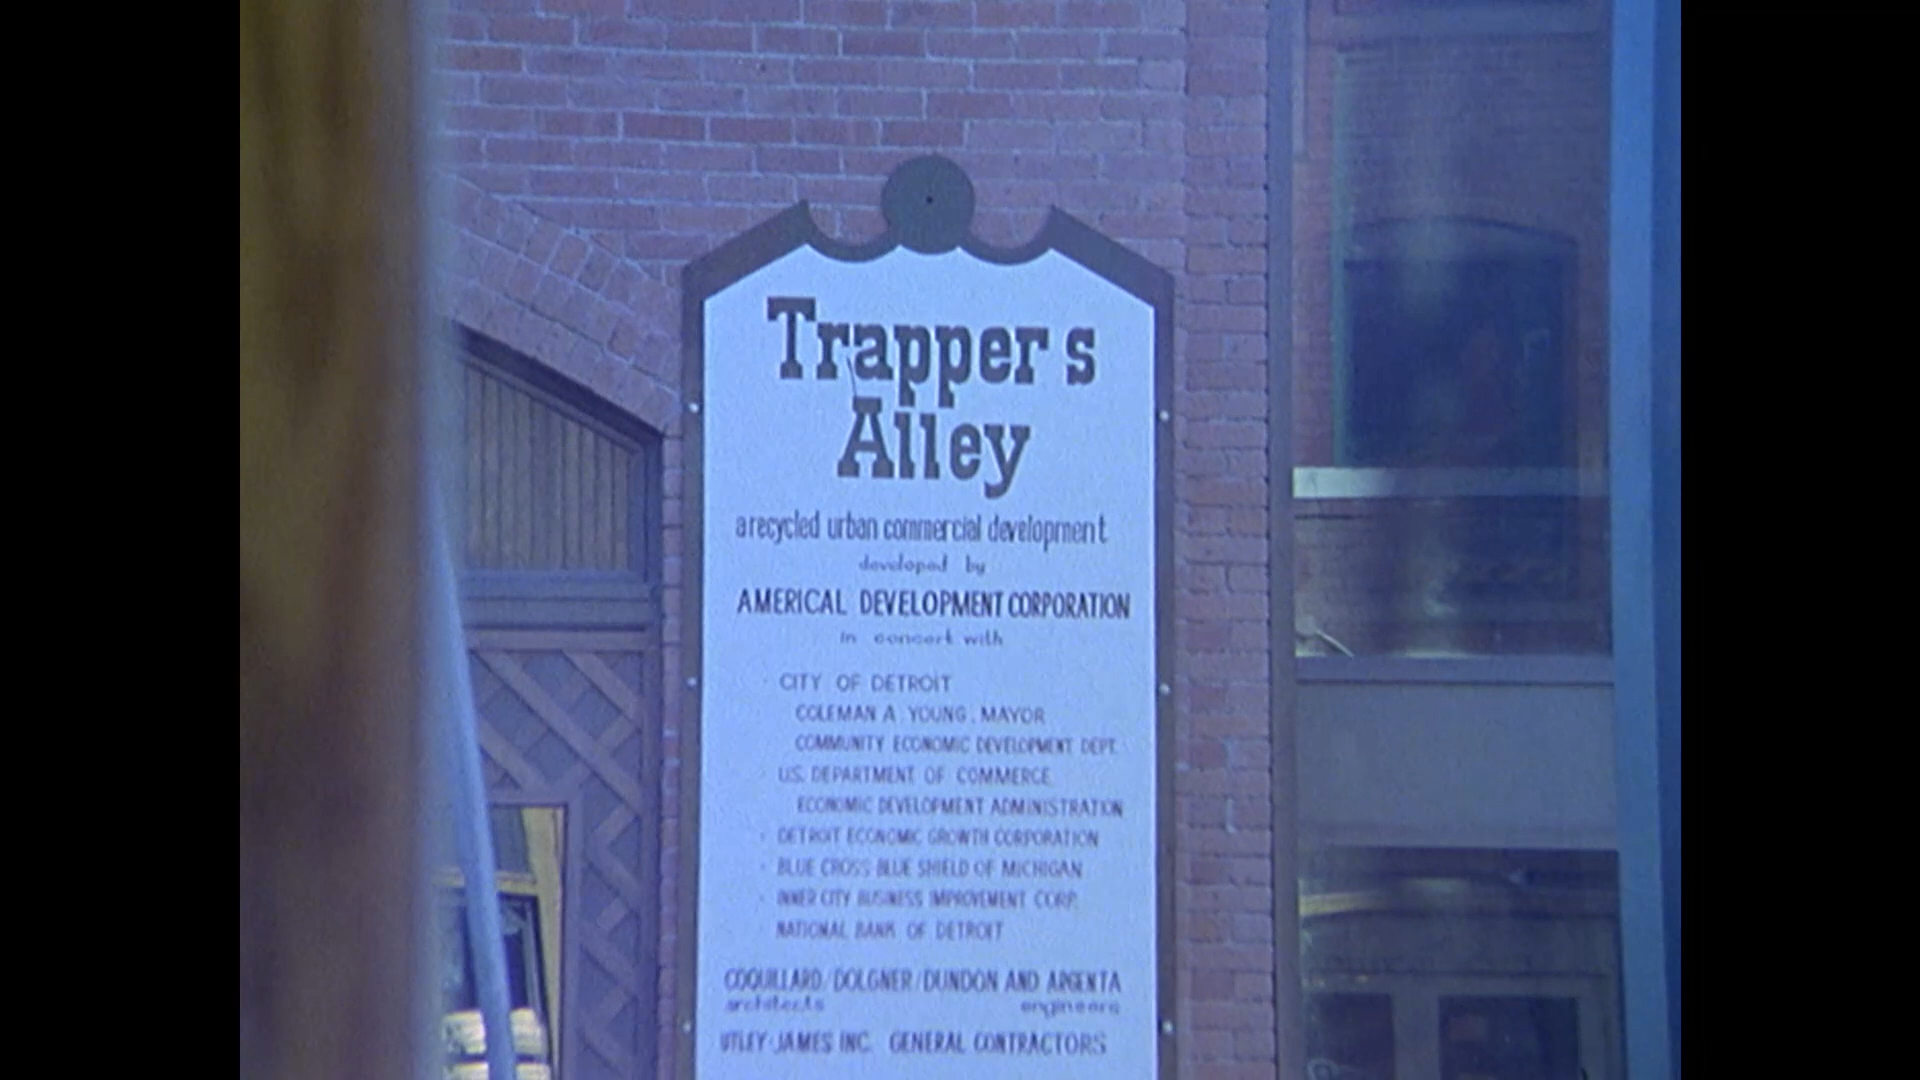 Trapper s
Alley
a recycled urban commercial development
developed by
AMERICAL DEVELOPMENT CORPORATION
in concert with
· CITY OF DETROIT
COLEMAN A. YOUNG, MAYOR
COMMUNITY ECONOMIC DEVELOPMENT DEPT.
· U.S. DEPARTMENT OF COMMERCE
ECONOMIC DEVELOPMENT ADMINISTRATION
· DETROIT ECONOMIC GROWTH CORPORATION
· BLUE CROSS BLUE SHIELD OF MICHIGAN
· INNER CITY BUSINESS IMPROVEMENT CORP.
· NATIONAL BANK OF DETROIT
COQUILLARD/DOLGNER/DUNDON AND ARGENTA
architects engineers
UTLEY-JAMES INC. GENERAL CONTRACTORS